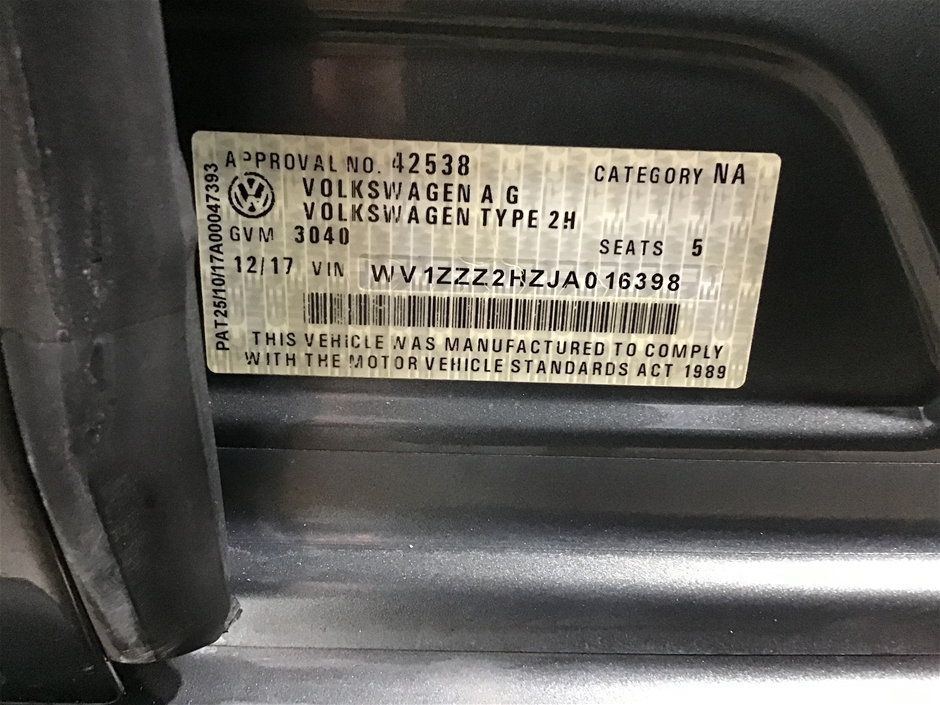 APPROVAL NO. 42538 CATEGORY NA
VOLKSWAGEN AG
VOLKSWAGEN TYPE 2H
GVM 3040 SEATS 5
12/17 VIN WV1ZZZ2HZJA016398
THIS VEHICLE WAS MANUFACTURED TO COMPLY
WITH THE MOTOR VEHICLE STANDARDS ACT 1989
PAT25/10/17A00047393